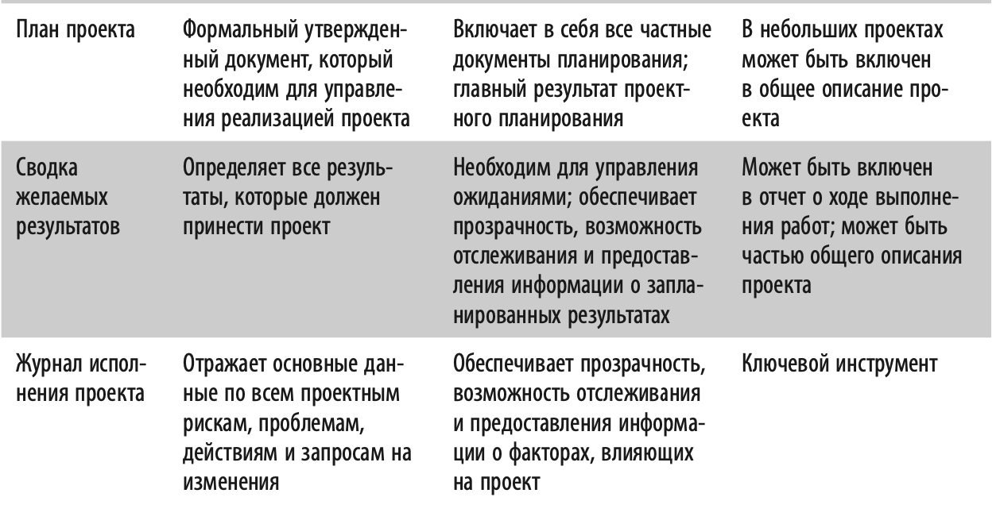 План проекта
Формальный утвержден-
ный документ, который
необходим для управле-
ния реализацией проекта
Включает в себя все частные
документы планирования;
главный результат проект-
ного планирования
В небольших проектах
может быть включен
в общее описание про-
екта
Сводка
желаемых
результатов
Определяет все резуль-
таты, которые должен
принести проект
Необходим для управления
ожиданиями; обеспечивает
прозрачность, возможность
отслеживания и предостав-
ления информации о запла-
нированных результатах
Может быть включен
в отчет о ходе выполне-
ния работ; может быть
частью общего описания
проекта
Журнал испол-
нения проекта
Отражает основные дан-
ные по всем проектным
рискам, проблемам,
действиям и запросам на
изменения
Обеспечивает прозрачность,
возможность отслеживания
и предоставления информа-
ции о факторах, влияющих
на проект
Ключевой инструмент